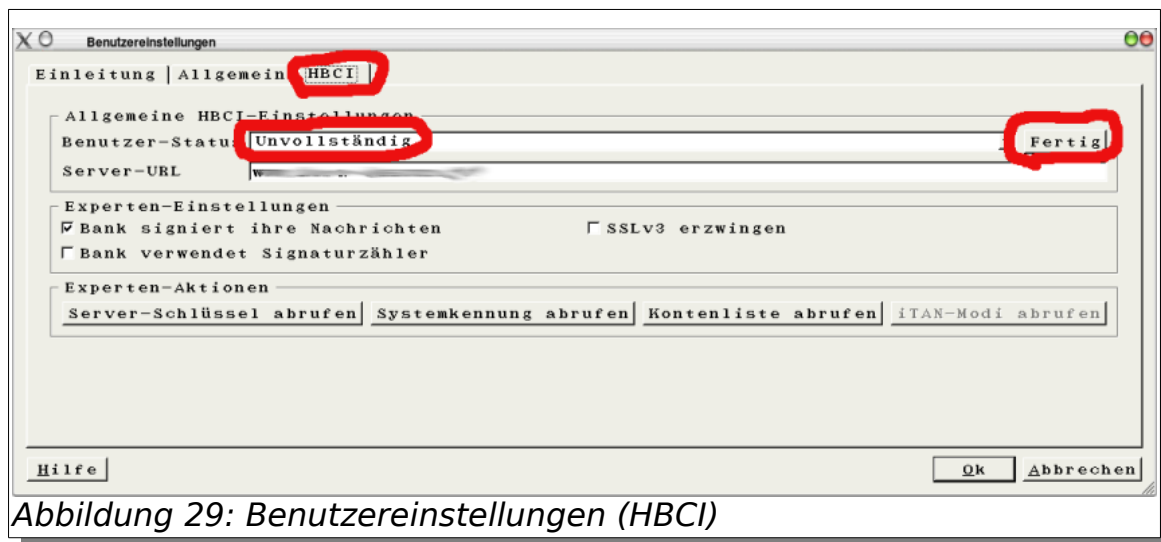 Benutzereinstellungen
Einleitung Allgemein HBCI
Allgemeine HBCI-Einstellungen
Benutzer-Status Unvollständig Fertig
Server-URL
Experten-Einstellungen
Bank signiert ihre Nachrichten SSLv3 erzwingen
Bank verwendet Signaturzähler
Experten-Aktionen
Server-Schlüssel abrufen Systemkennung abrufen Kontenliste abrufen iTAN-Modi abrufen
Hilfe Ok Abbrechen
Abbildung 29: Benutzereinstellungen (HBCI)